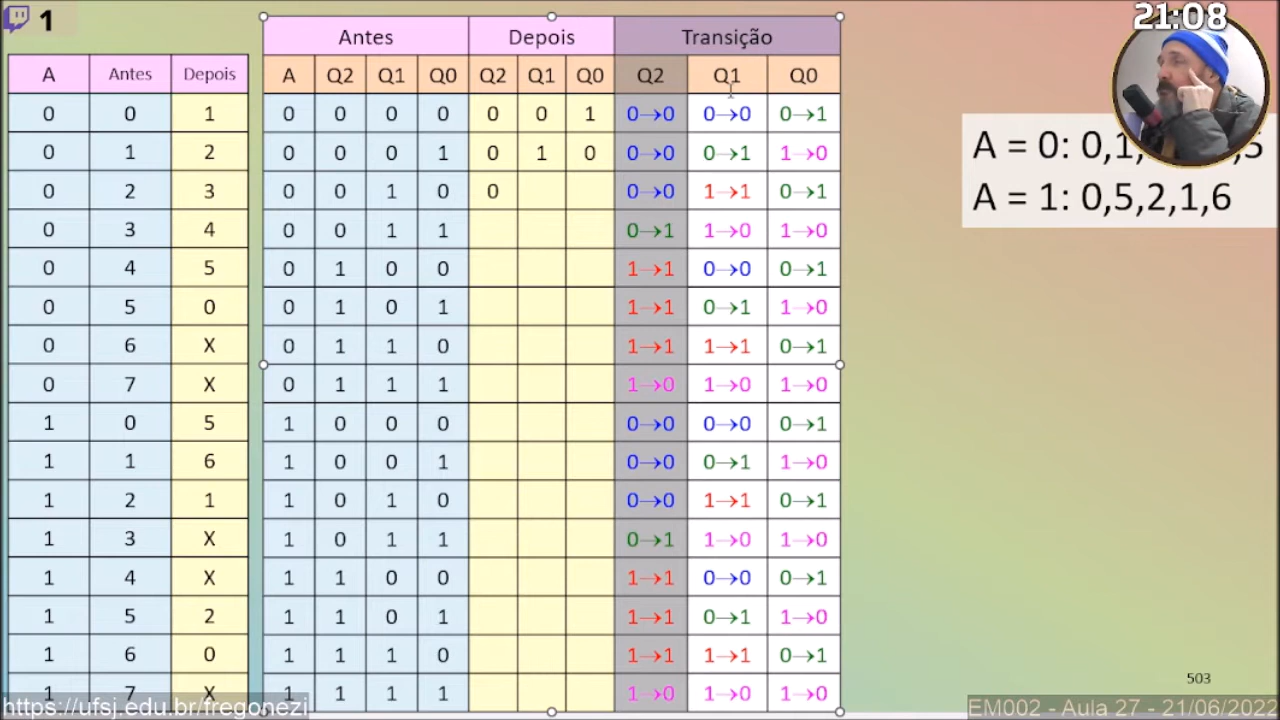 1
21:08
Antes Depois Transição
A Antes Depois A Q2 Q1 Q0 Q2 Q1 Q0 Q2 Q1 Q0
0 0 1 0 0 0 0 0 0 1 0→0 0→0 0→1
0 1 2 0 0 0 1 0 1 0 0→0 0→1 1→0
0 2 3 0 0 1 0 0 0→0 1→1 0→1
0 3 4 0 0 1 1 0→1 1→0 1→0
0 4 5 0 1 0 0 1→1 0→0 0→1
0 5 0 0 1 0 1 1→1 0→1 1→0
0 6 X 0 1 1 0 1→1 1→1 0→1
0 7 X 0 1 1 1 1→0 1→0 1→0
1 0 5 1 0 0 0 0→0 0→0 0→1
1 1 6 1 0 0 1 0→0 0→1 1→0
1 2 1 1 0 1 0 0→0 1→1 0→1
1 3 X 1 0 1 1 0→1 1→0 1→0
1 4 X 1 1 0 0 1→1 0→0 0→1
1 5 2 1 1 0 1 1→1 0→1 1→0
1 6 0 1 1 1 0 1→1 1→1 0→1
1 7 X 1 1 1 1 1→0 1→0 1→0
A = 0: 0,1, 5
A = 1: 0,5,2,1,6
503
https://ufsj.edu.br/fregonezi
EM002 - Aula 27 - 21/06/2022